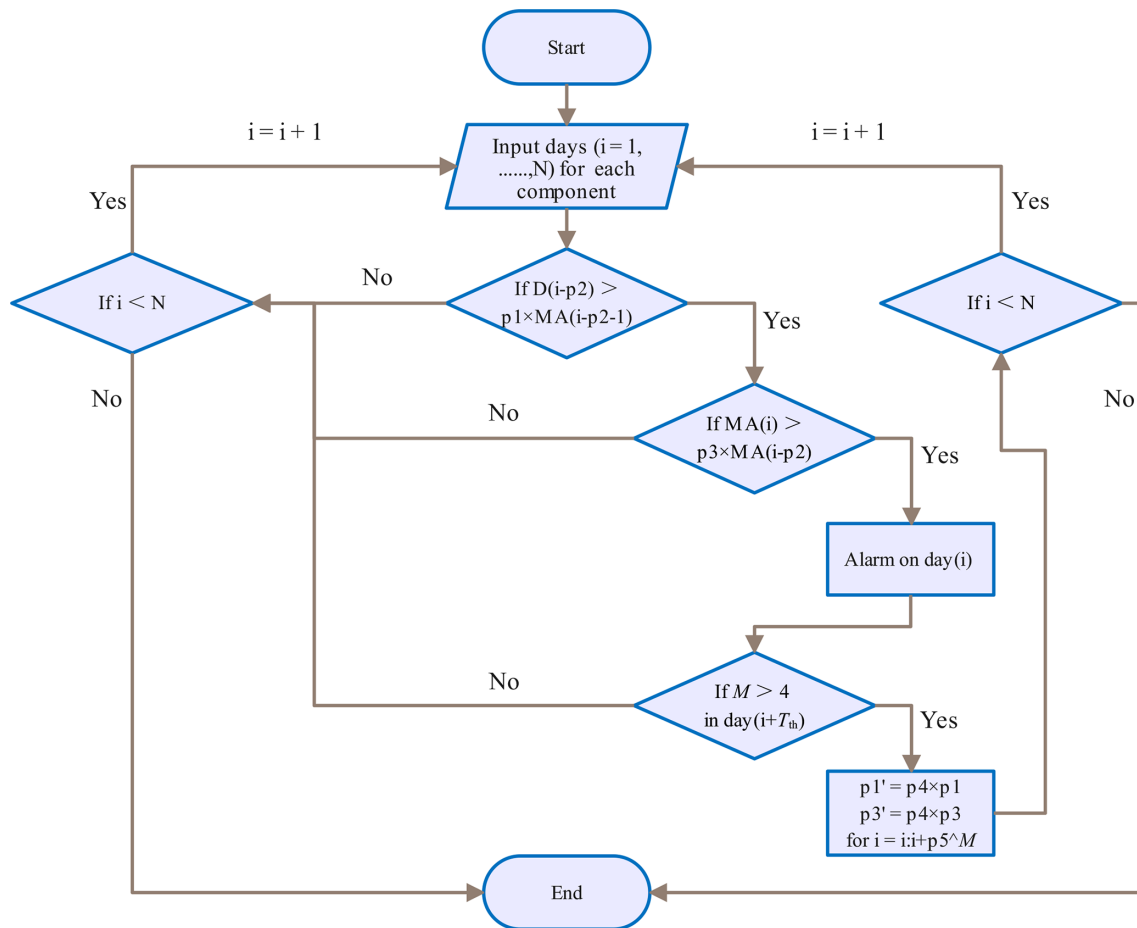 Start
i = i + 1
i = i + 1
Input days (i = 1,
......,N) for each
component
Yes
Yes
No
If i < N
If D(i-p2) >
p1×MA(i-p2-1)
Yes
If i < N
No
No
If MA(i) >
p3×MA(i-p2)
No
Yes
Alarm on day(i)
No
If M > 4
in day(i+Tth)
Yes
p1' = p4×p1
p3' = p4×p3
for i = i:i+p5^M
End